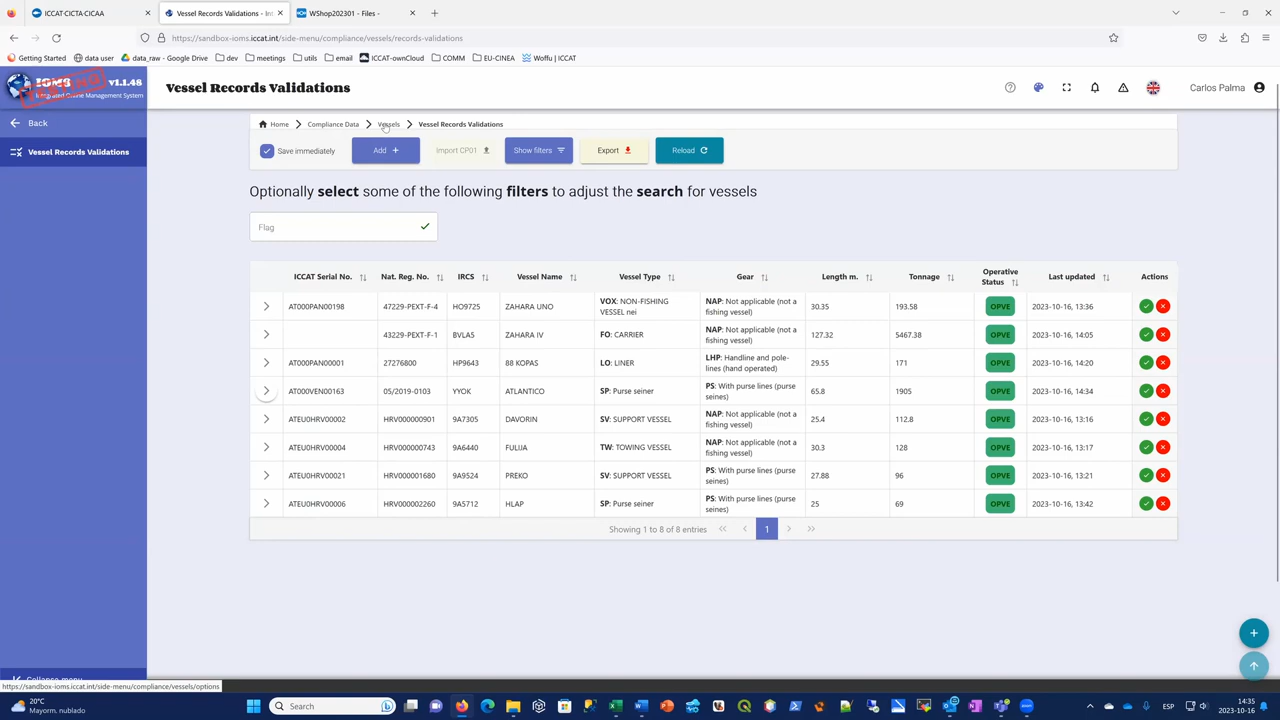 ICCAT·CICTA·CICAA
Vessel Records Validations - Int
WShop202301 - Files -
https://sandbox-ioms.iccat.int/side-menu/compliance/vessels/records-validations
Getting Started
data user
data_raw - Google Drive
dev
meetings
utils
email
ICCAT-ownCloud
COMM
EU-CINEA
Woffu | ICCAT
IOMS
v1.1.48
Integrated Online Management System
Vessel Records Validations
Carlos Palma
Back
Vessel Records Validations
Home
Compliance Data
Vessels
Vessel Records Validations
Save immediately
Add +
Import CP01
Show filters
Export
Reload
Optionally select some of the following filters to adjust the search for vessels
Flag
ICCAT Serial No. Nat. Reg. No. IRCS Vessel Name Vessel Type Gear Length m. Tonnage Operative Status Last updated Actions
AT000PAN00198 47229-PEXT-F-4 HO9725 ZAHARA UNO VOX: NON-FISHING VESSEL nei NAP: Not applicable (not a fishing vessel) 30.35 193.58 OPVE 2023-10-16, 13:36
43229-PEXT-F-1 BVLAS ZAHARA IV FO: CARRIER NAP: Not applicable (not a fishing vessel) 127.32 5467.38 OPVE 2023-10-16, 14:05
AT000PAN00001 27276800 HP9643 88 KOPAS LO: LINER LHP: Handline and pole-lines (hand operated) 29.55 171 OPVE 2023-10-16, 14:20
AT000VEN00163 05/2019-0103 YYOK ATLANTICO SP: Purse seiner PS: With purse lines (purse seines) 65.8 1905 OPVE 2023-10-16, 14:34
ATEU0HRV00002 HRV000000901 9A7305 DAVORIN SV: SUPPORT VESSEL NAP: Not applicable (not a fishing vessel) 25.4 112.8 OPVE 2023-10-16, 13:16
ATEU0HRV00004 HRV000000743 9A6440 FULIJA TW: TOWING VESSEL NAP: Not applicable (not a fishing vessel) 30.3 128 OPVE 2023-10-16, 13:17
ATEU0HRV00021 HRV000001680 9A9524 PREKO SV: SUPPORT VESSEL PS: With purse lines (purse seines) 27.88 96 OPVE 2023-10-16, 13:21
ATEU0HRV00006 HRV000002260 9A5712 HLAP SP: Purse seiner PS: With purse lines (purse seines) 25 69 OPVE 2023-10-16, 13:42
Showing 1 to 8 of 8 entries
1
https://sandbox-ioms.iccat.int/side-menu/compliance/vessels/options
20°C
Mayorm. nublado
Search
ESP
14:35
2023-10-16